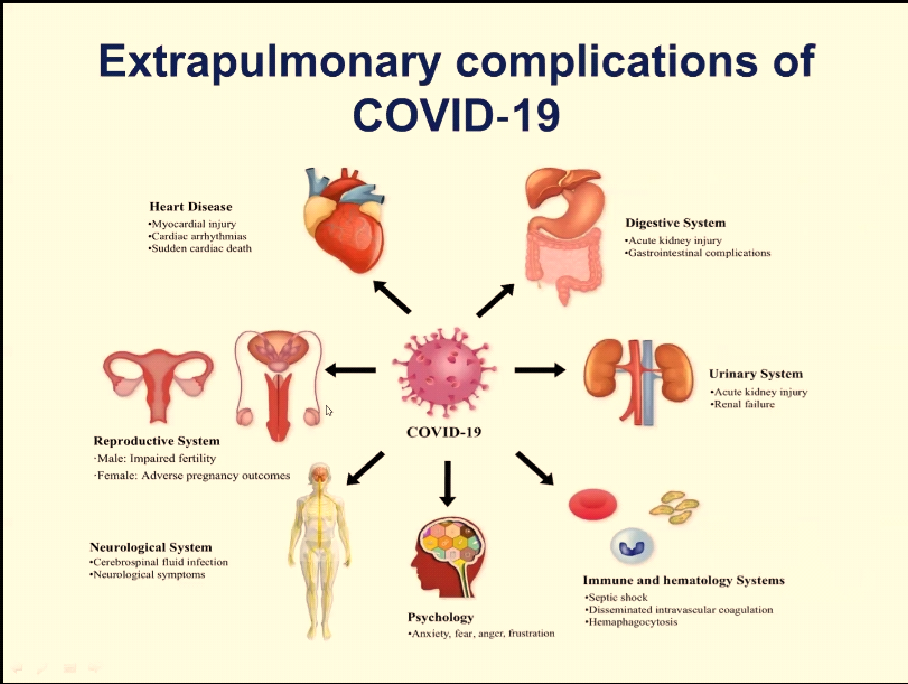 Extrapulmonary complications of
COVID-19
Heart Disease
•Myocardial injury
•Cardiac arrhythmias
•Sudden cardiac death
Digestive System
•Acute kidney injury
•Gastrointestinal complications
Urinary System
•Acute kidney injury
•Renal failure
COVID-19
Reproductive System
·Male: Impaired fertility
·Female: Adverse pregnancy outcomes
Neurological System
•Cerebrospinal fluid infection
•Neurological symptoms
Psychology
•Anxiety, fear, anger, frustration
Immune and hematology Systems
•Septic shock
•Disseminated intravascular coagulation
•Hemaphagocytosis